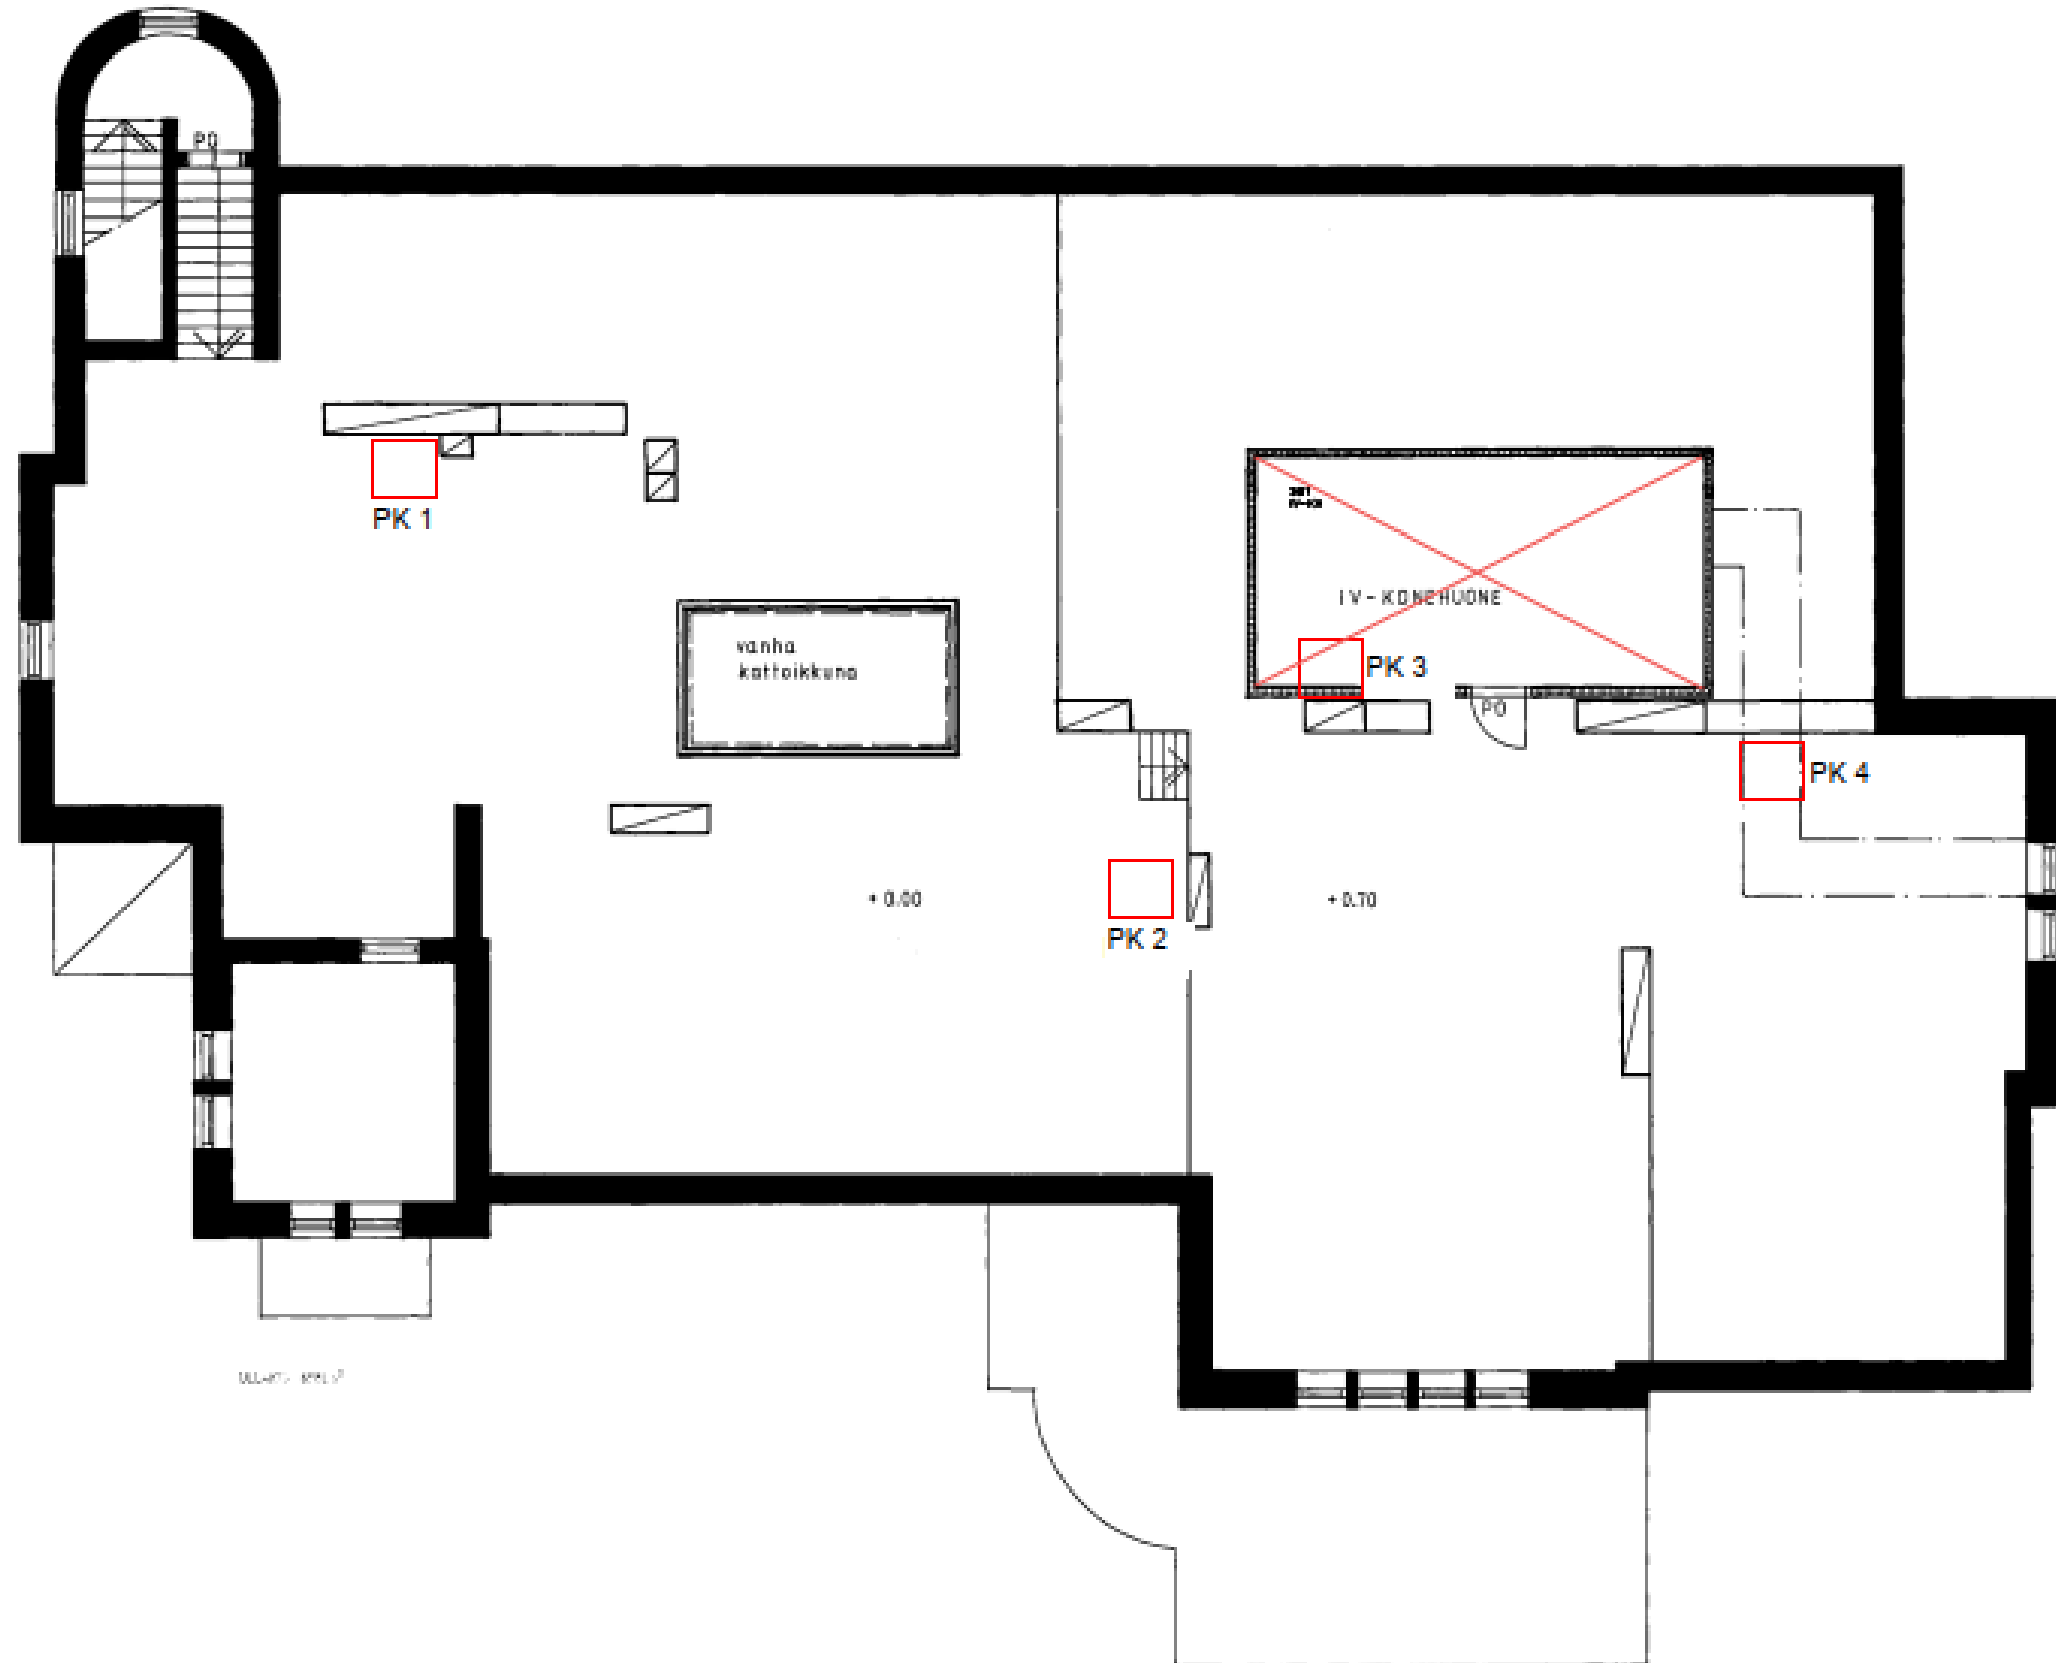 PO
PK 1
IV-KONEHUONE
vanha
kattoikkuna
PK 3
PO
PK 4
+ 0.00
+ 0.70
PK 2